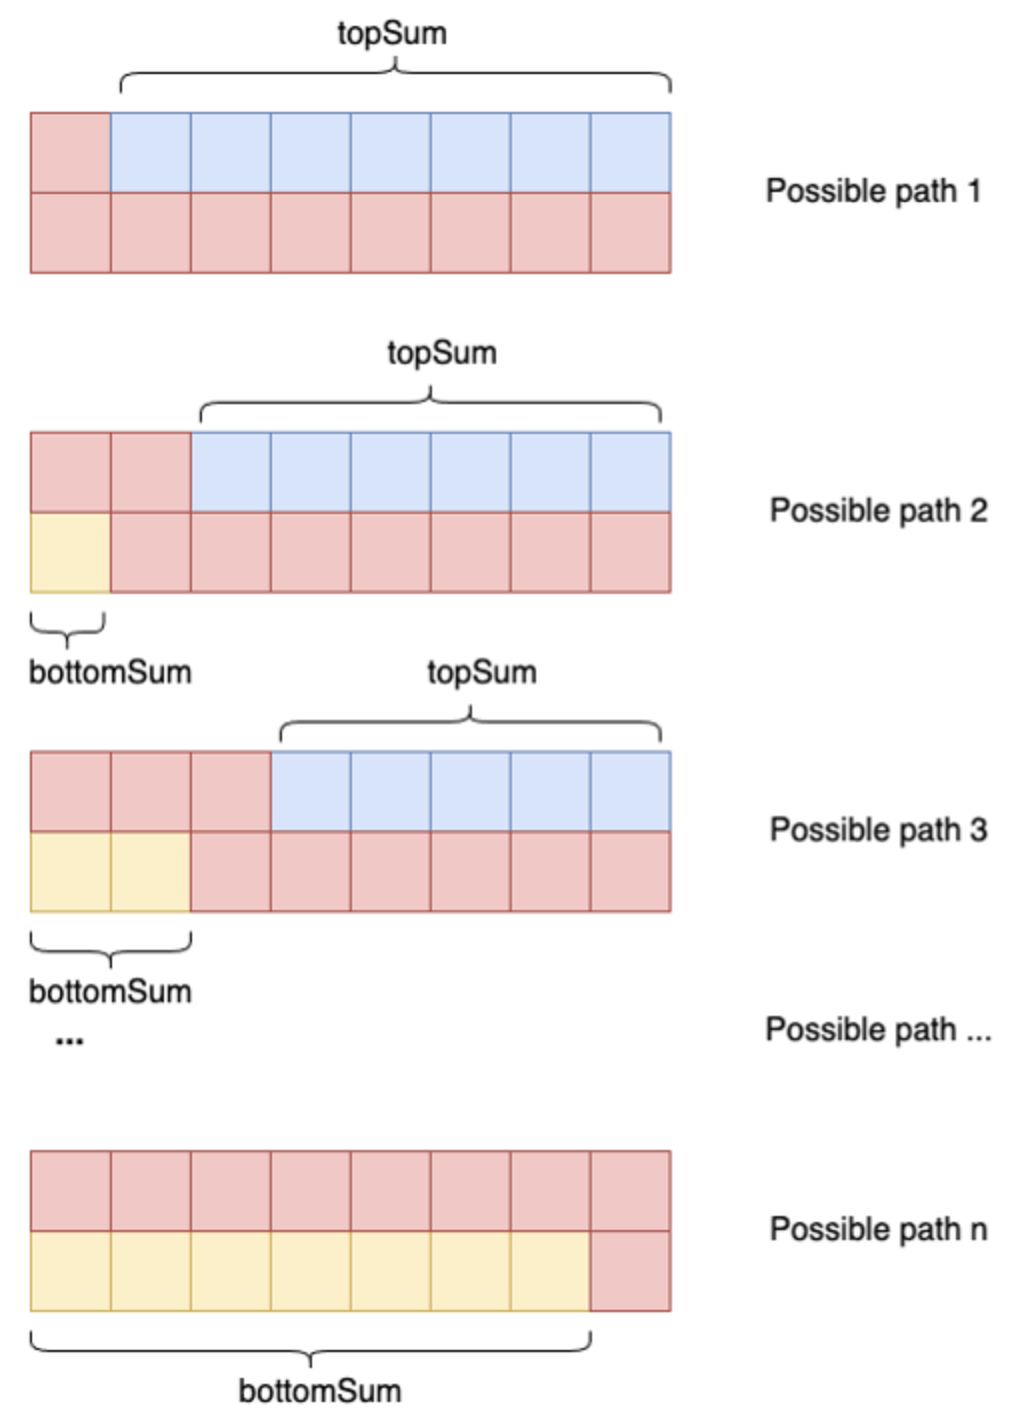 topSum
Possible path 1
topSum
Possible path 2
bottomSum
topSum
Possible path 3
bottomSum
...
Possible path ...
Possible path n
bottomSum